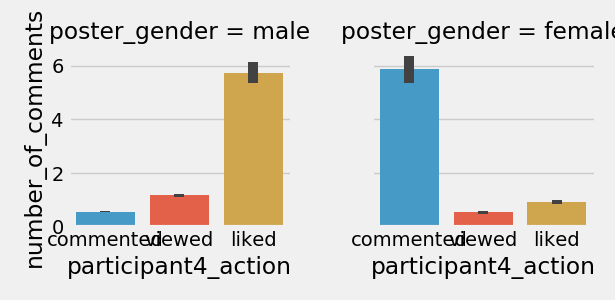 poster_gender = male
poster_gender = female
number_of_comments
6
4
2
0
commented viewed liked
commented viewed liked
participant4_action
participant4_action